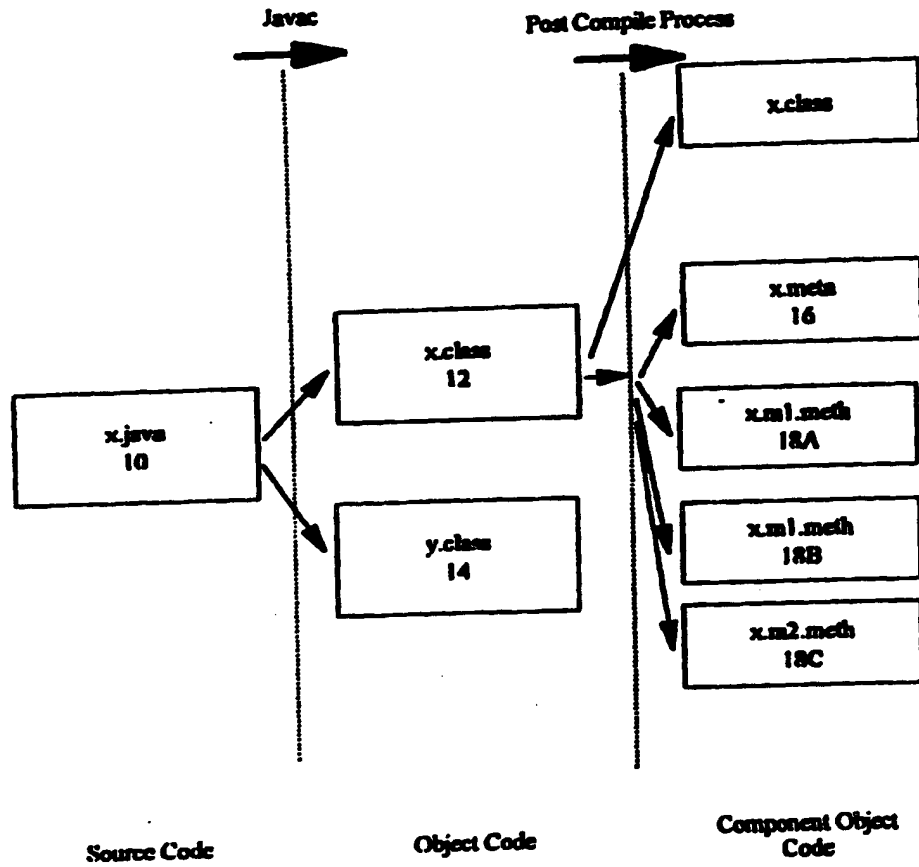 Javac
Post Compile Process
x.class
x.meta
16
x.class
12
x.java
10
x.m1.meth
18A
x.m1.meth
18B
y.class
14
x.m2.meth
18C
Source Code
Object Code
Component Object
Code